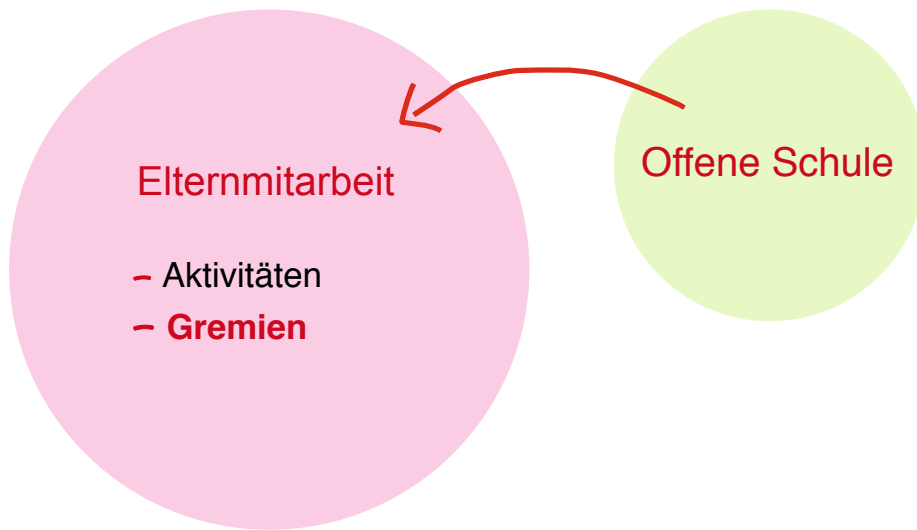 Elternmitarbeit
- Aktivitäten
- Gremien
Offene Schule